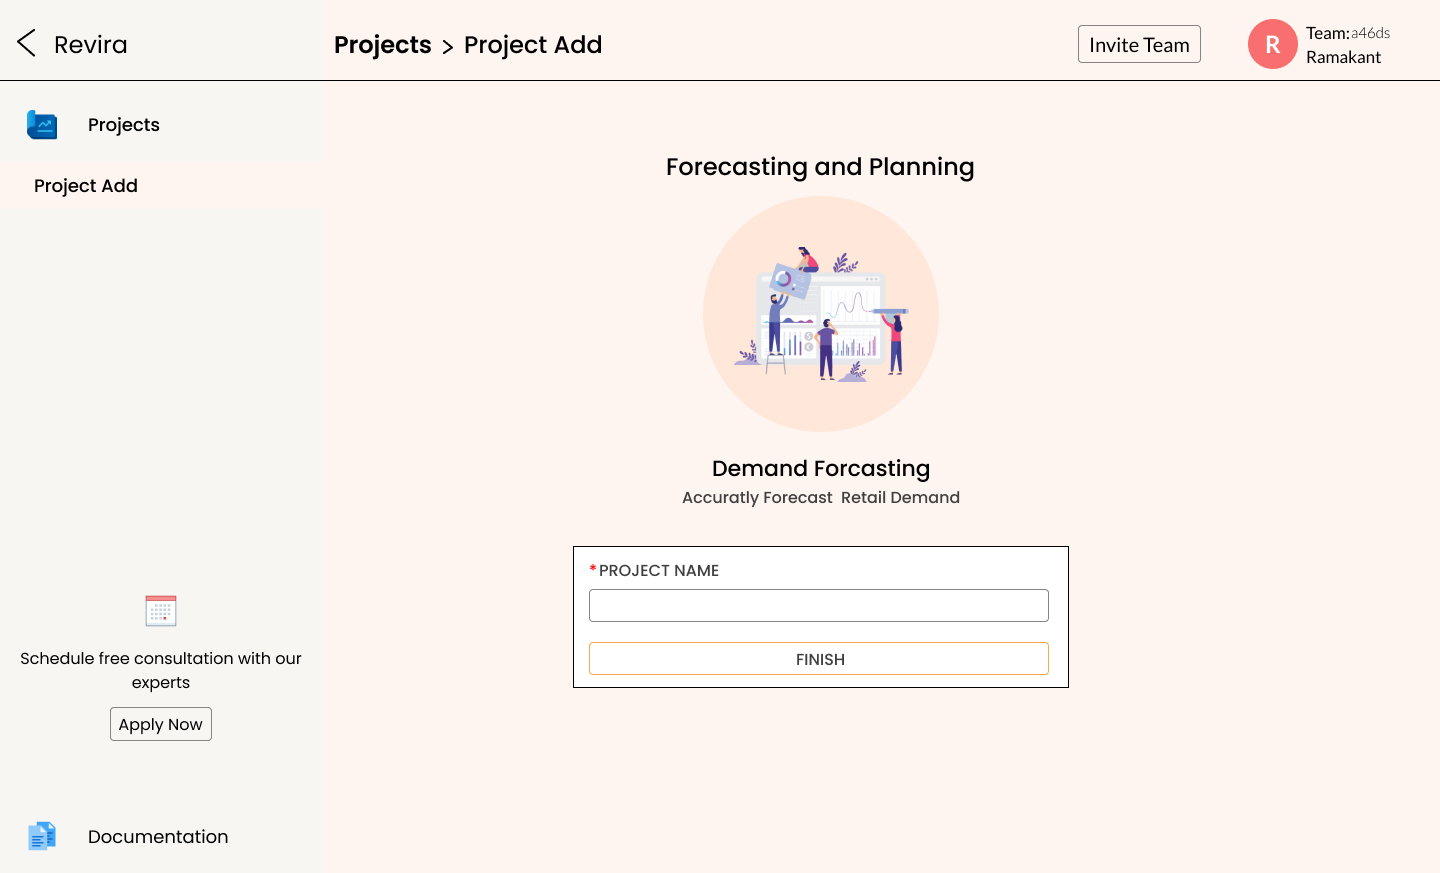 Revira
Projects > Project Add
Invite Team
R
Team:a46ds
Ramakant
Projects
Project Add
Forecasting and Planning
Demand Forcasting
Accuratly Forecast Retail Demand
*PROJECT NAME
FINISH
Schedule free consultation with our
experts
Apply Now
Documentation